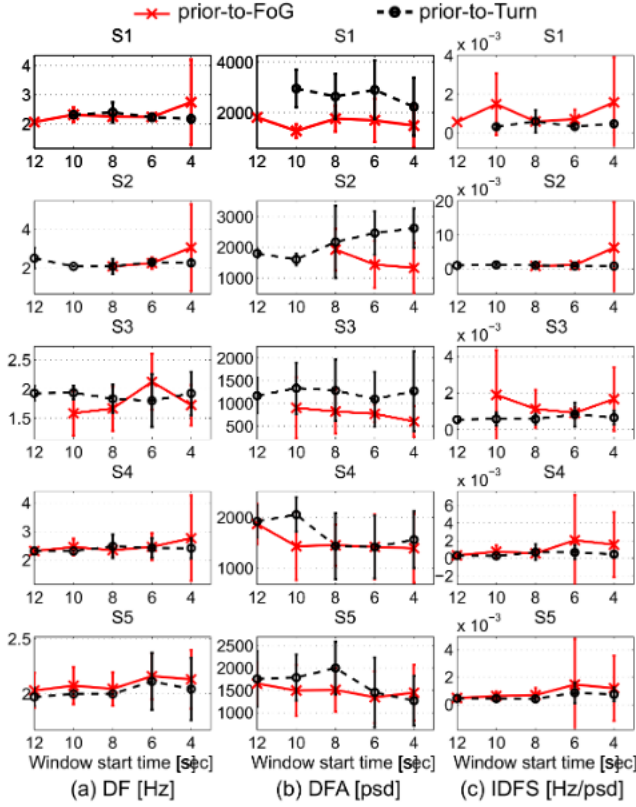 prior-to-FoG prior-to-Turn
S1 S1 x 10⁻³ S1
4 4000 4
3 2
2 2000 0
12 10 8 6 4 12 10 8 6 4 12 10 8 6 4
S2 S2 x 10⁻³ S2
4 3000 10
2 2000 5
1000 0
12 10 8 6 4 12 10 8 6 4 12 10 8 6 4
S3 S3 x 10⁻³ S3
2.5 2000 4
2 1500 2
1.5 1000 0
500
12 10 8 6 4 12 10 8 6 4 12 10 8 6 4
S4 S4 x 10⁻³ S4
4 2000 6
3 1500 4
2 1000 2
0
−2
12 10 8 6 4 12 10 8 6 4 12 10 8 6 4
S5 S5 x 10⁻³ S5
2.5 2500 4
2 2000 2
1500 0
1000
12 10 8 6 4 12 10 8 6 4 12 10 8 6 4
Window start time [sec] Window start time [sec] Window start time [sec]
(a) DF [Hz] (b) DFA [psd] (c) IDFS [Hz/psd]